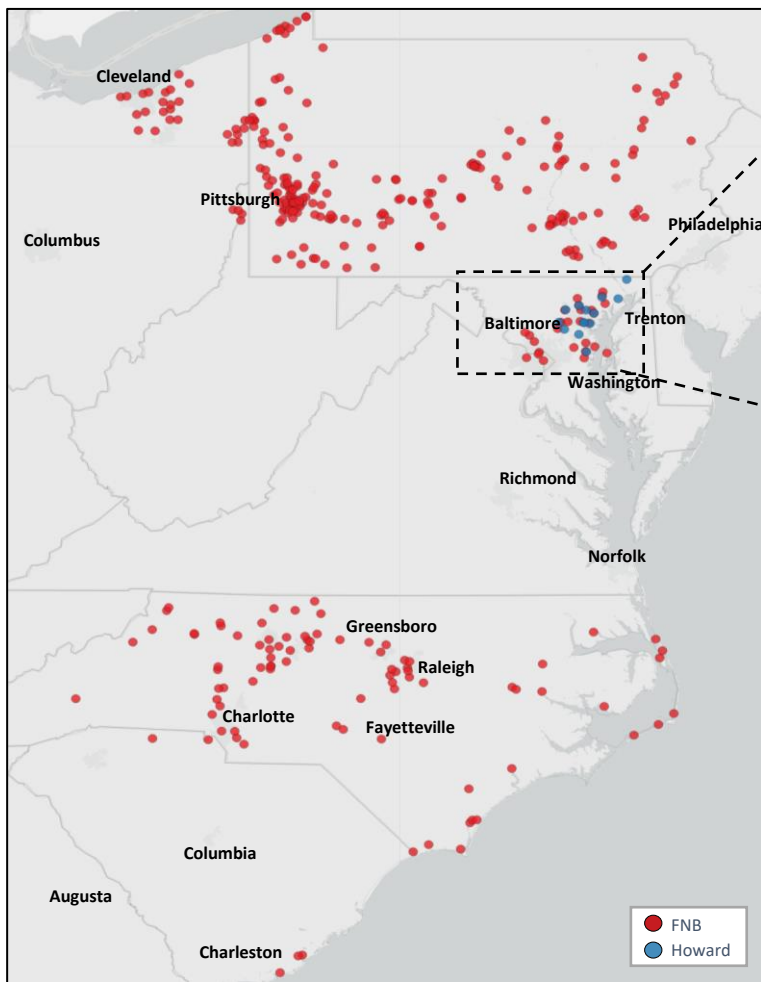 Cleveland
Pittsburgh
Columbus
Philadelphia
Baltimore
Trenton
Washington
Richmond
Norfolk
Greensboro
Raleigh
Charlotte
Fayetteville
Columbia
Augusta
Charleston
FNB
Howard